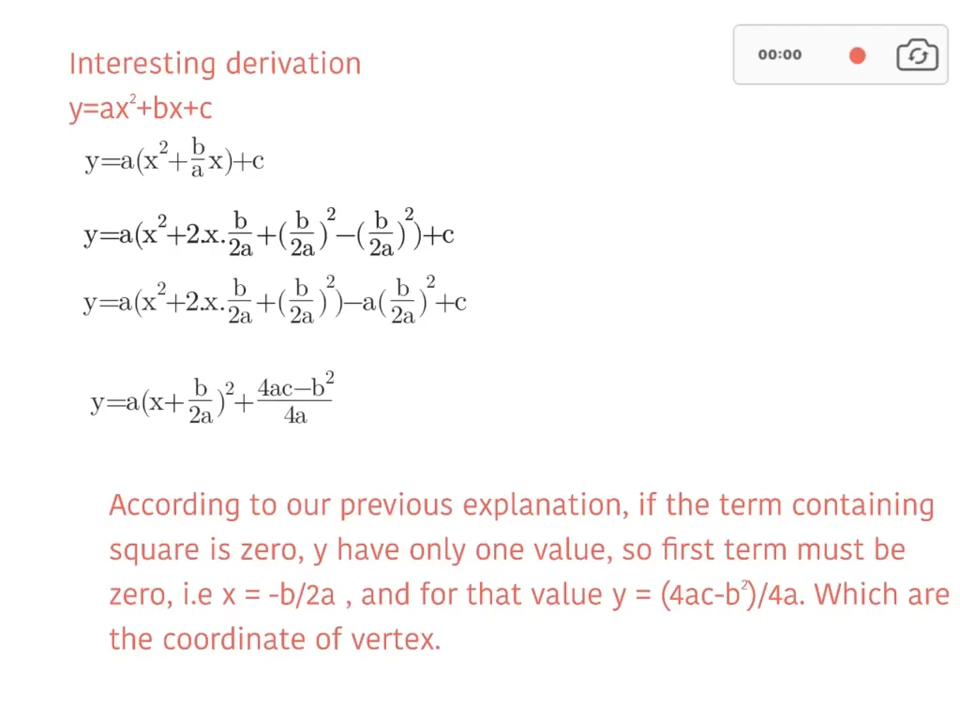 Interesting derivation
00:00
y=ax²+bx+c
y=a(x²+b/a x)+c
y=a(x²+2.x.b/2a+(b/2a)²−(b/2a)²)+c
y=a(x²+2.x.b/2a+(b/2a)²)−a(b/2a)²+c
y=a(x+b/2a)²+4ac−b²/4a
According to our previous explanation, if the term containing
square is zero, y have only one value, so first term must be
zero, i.e x = -b/2a , and for that value y = (4ac-b²)/4a. Which are
the coordinate of vertex.